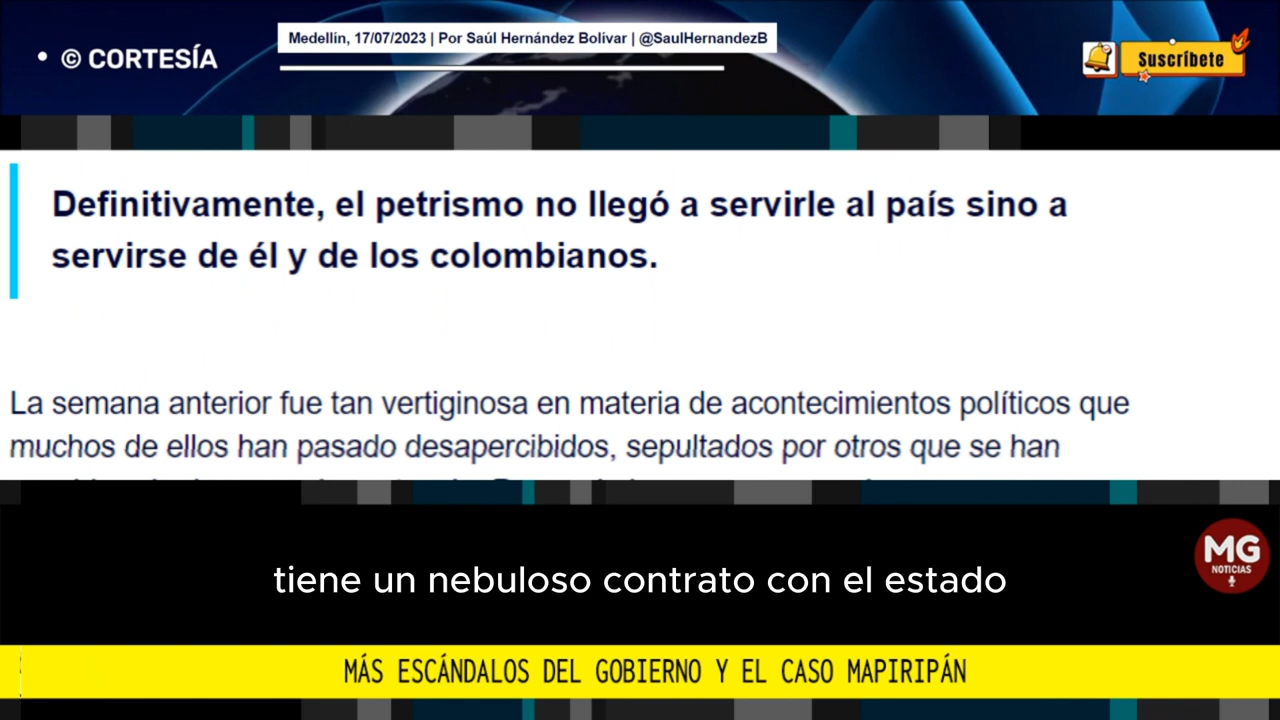 © CORTESÍA
Medellín, 17/07/2023 | Por Saúl Hernández Bolívar | @SaulHernandezB
Suscríbete
Definitivamente, el petrismo no llegó a servirle al país sino a
servirse de él y de los colombianos.
La semana anterior fue tan vertiginosa en materia de acontecimientos políticos que
muchos de ellos han pasado desapercibidos, sepultados por otros que se han
tiene un nebuloso contrato con el estado
MG
NOTICIAS
MÁS ESCÁNDALOS DEL GOBIERNO Y EL CASO MAPIRIPÁN